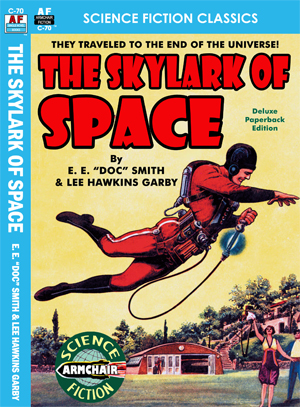 C-70
AF
AF
ARMCHAIR
FICTION
C-70
SCIENCE FICTION CLASSICS
THEY TRAVELED TO THE END OF THE UNIVERSE!
THE SKYLARK OF
SPACE
Deluxe
Paperback
Edition
By
E. E. "DOC" SMITH
& LEE HAWKINS GARBY
SCIENCE
ARMCHAIR
FICTION
THE SKYLARK OF SPACE
E. E. "DOC" SMITH & LEE HAWKINS GARBY